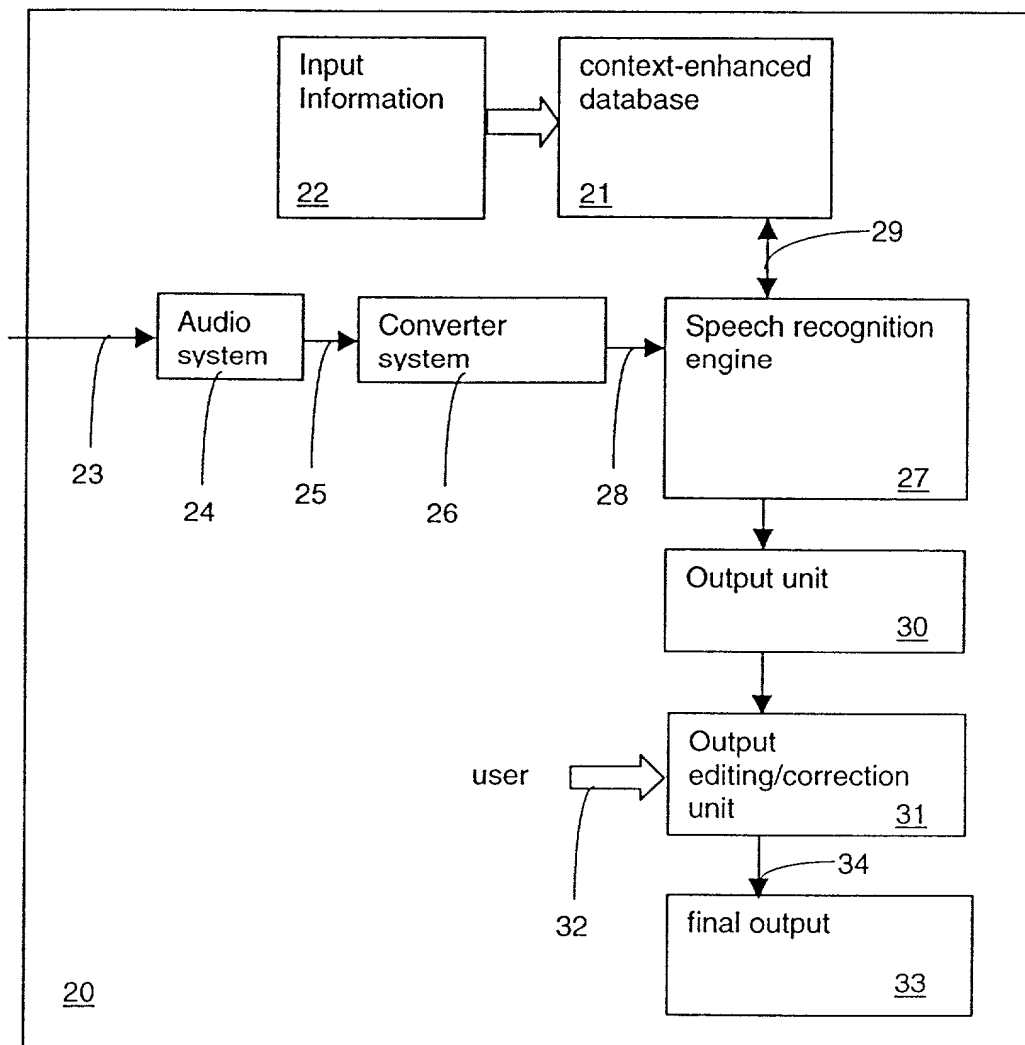 Input
Information
22
context-enhanced
database
21
29
Audio
system
Converter
system
Speech recognition
engine
27
23
24
25
26
28
Output unit
30
user
Output
editing/correction
unit
31
32
34
final output
33
20